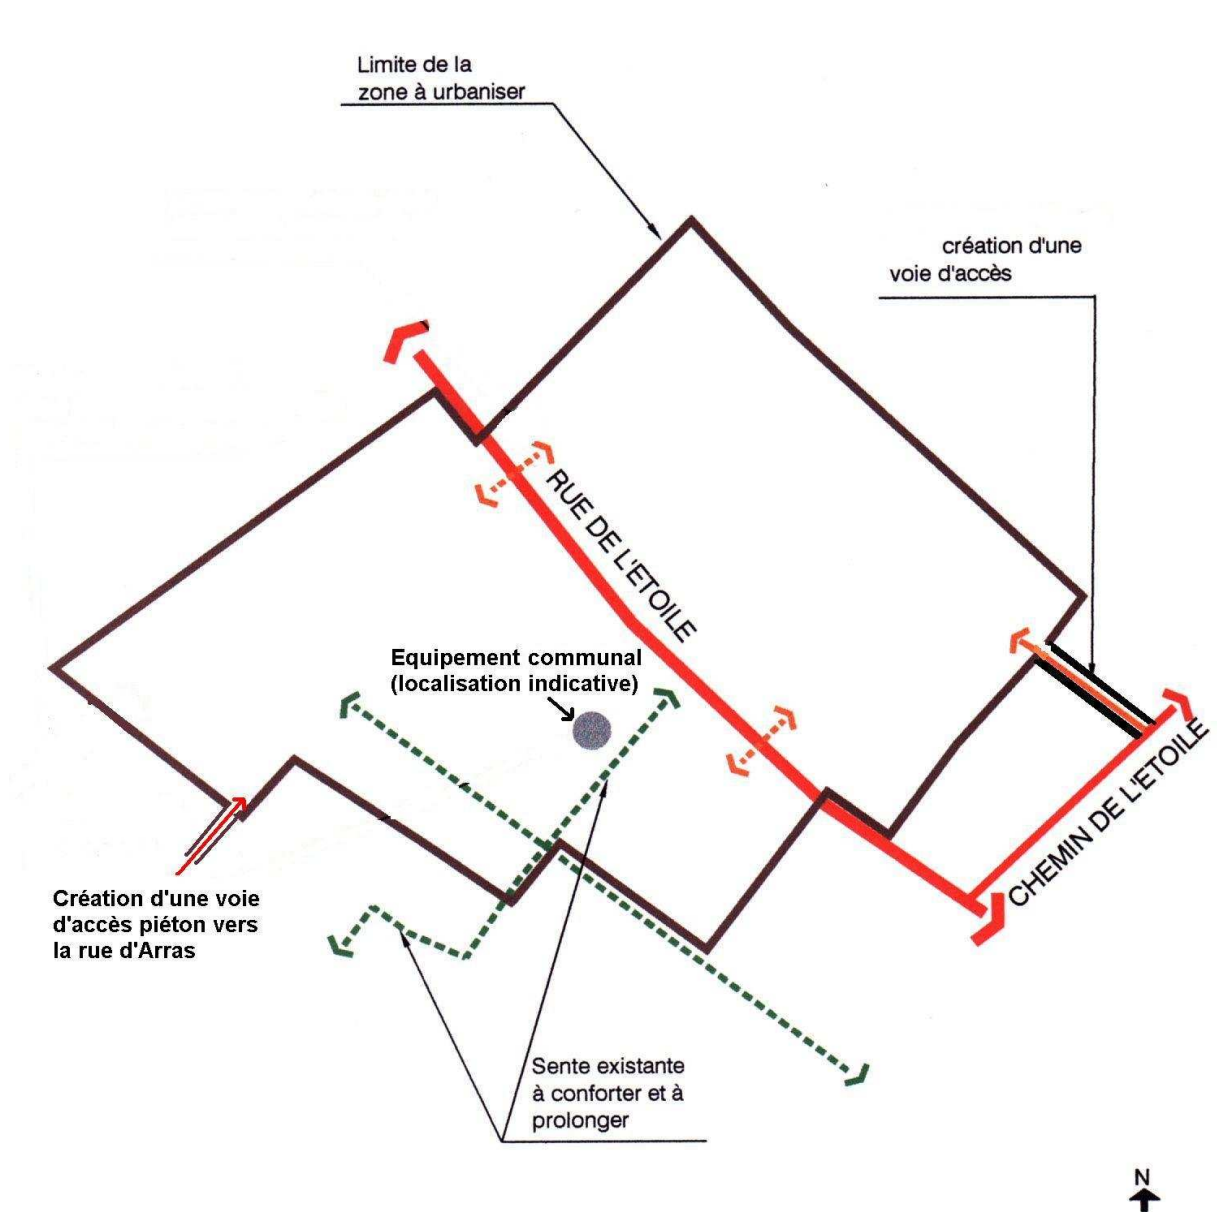 Limite de la
zone à urbaniser
création d'une
voie d'accès
RUE DE L'ETOILE
Equipement communal
(localisation indicative)
CHEMIN DE L'ETOILE
Création d'une voie
d'accès piéton vers
la rue d'Arras
Sente existante
à conforter et à
prolonger
N